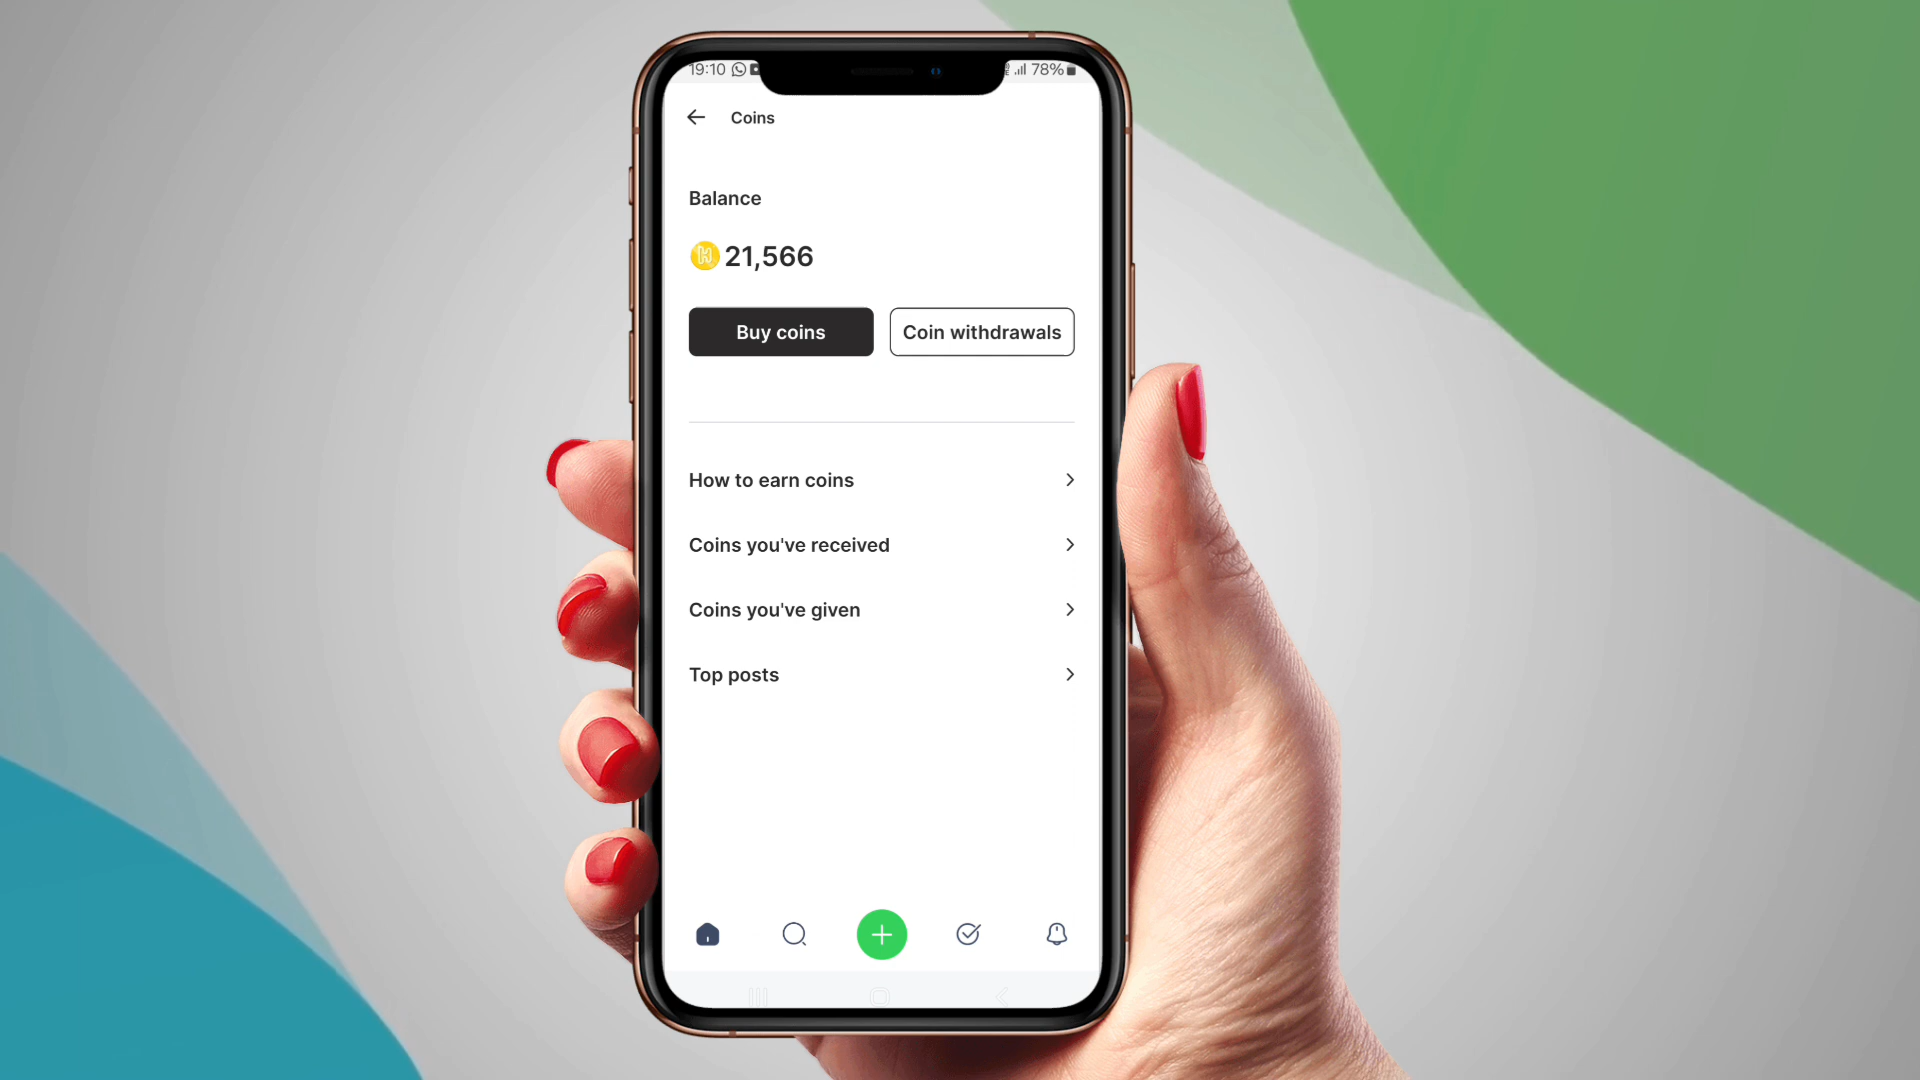 19:10 78%
Coins
Balance
21,566
Buy coins Coin withdrawals
How to earn coins
Coins you've received
Coins you've given
Top posts